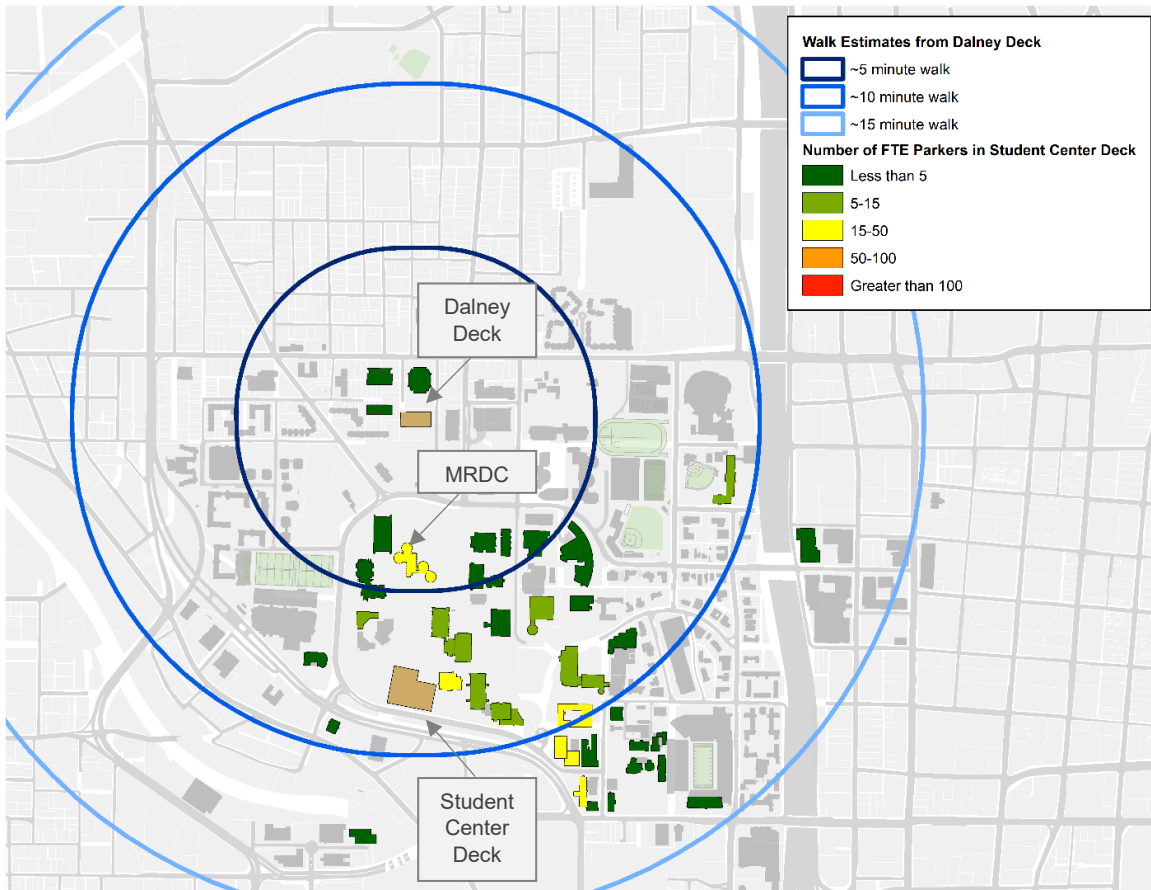 Walk Estimates from Dalney Deck
~5 minute walk
~10 minute walk
~15 minute walk
Number of FTE Parkers in Student Center Deck
Less than 5
5-15
15-50
50-100
Greater than 100
Dalney
Deck
MRDC
Student
Center
Deck